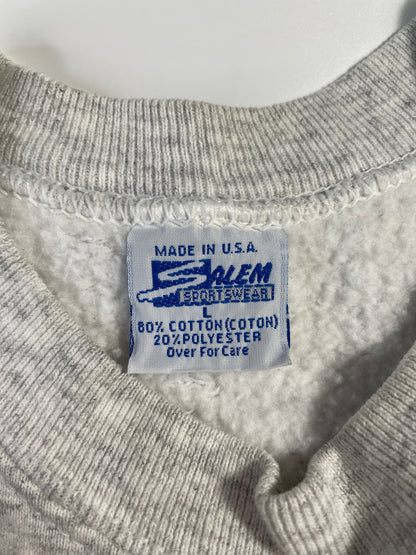 MADE IN U.S.A.
SALEM
SPORTSWEAR
L
80% COTTON(COTON)
20%POLYESTER
Over For Care